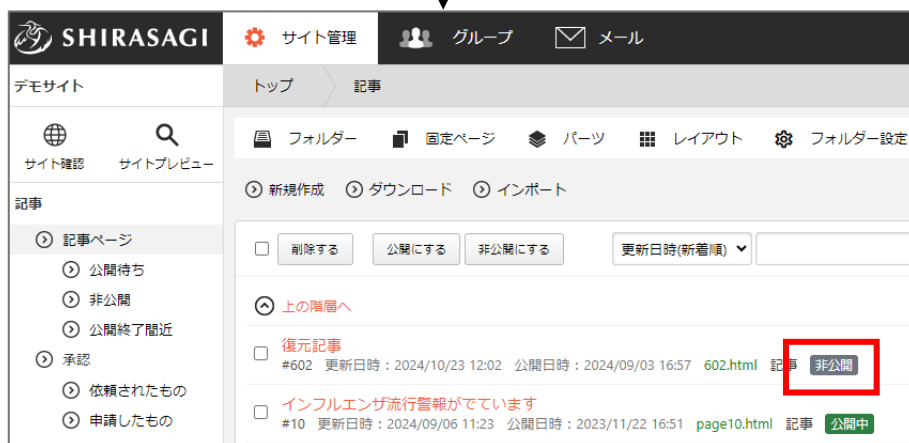 SHIRASAGI サイト管理 グループ メール
デモサイト
トップ 記事
サイト確認 サイトプレビュー
フォルダー 固定ページ パーツ レイアウト フォルダー設定
新規作成 ダウンロード インポート
記事
記事ページ
公開待ち
非公開
公開終了間近
承認
依頼されたもの
申請したもの
削除する 公開にする 非公開にする 更新日時(新着順)
上の階層へ
復元記事
#602 更新日時：2024/10/23 12:02 公開日時：2024/09/03 16:57 602.html 記事 非公開
インフルエンザ流行警報がでています
#10 更新日時：2024/09/06 11:23 公開日時：2023/11/22 16:51 page10.html 記事 公開中